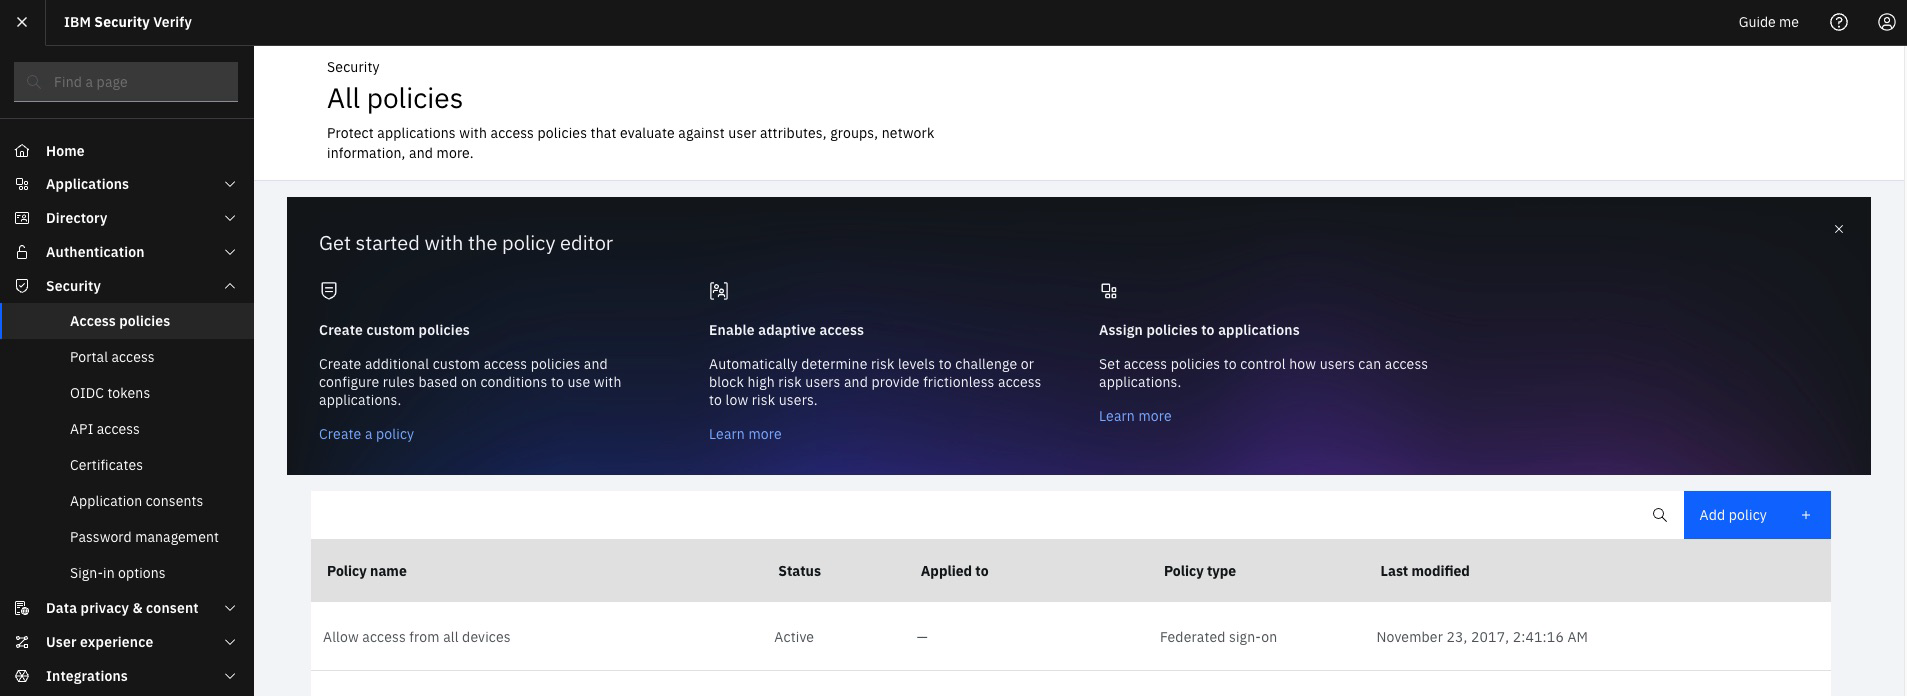 IBM Security Verify
Guide me
Find a page
Home
Applications
Directory
Authentication
Security
Access policies
Portal access
OIDC tokens
API access
Certificates
Application consents
Password management
Sign-in options
Data privacy & consent
User experience
Integrations
Security
All policies
Protect applications with access policies that evaluate against user attributes, groups, network
information, and more.
Get started with the policy editor
Create custom policies
Create additional custom access policies and
configure rules based on conditions to use with
applications.
Create a policy
Enable adaptive access
Automatically determine risk levels to challenge or
block high risk users and provide frictionless access
to low risk users.
Learn more
Assign policies to applications
Set access policies to control how users can access
applications.
Learn more
Add policy +
Policy name Status Applied to Policy type Last modified
Allow access from all devices Active — Federated sign-on November 23, 2017, 2:41:16 AM